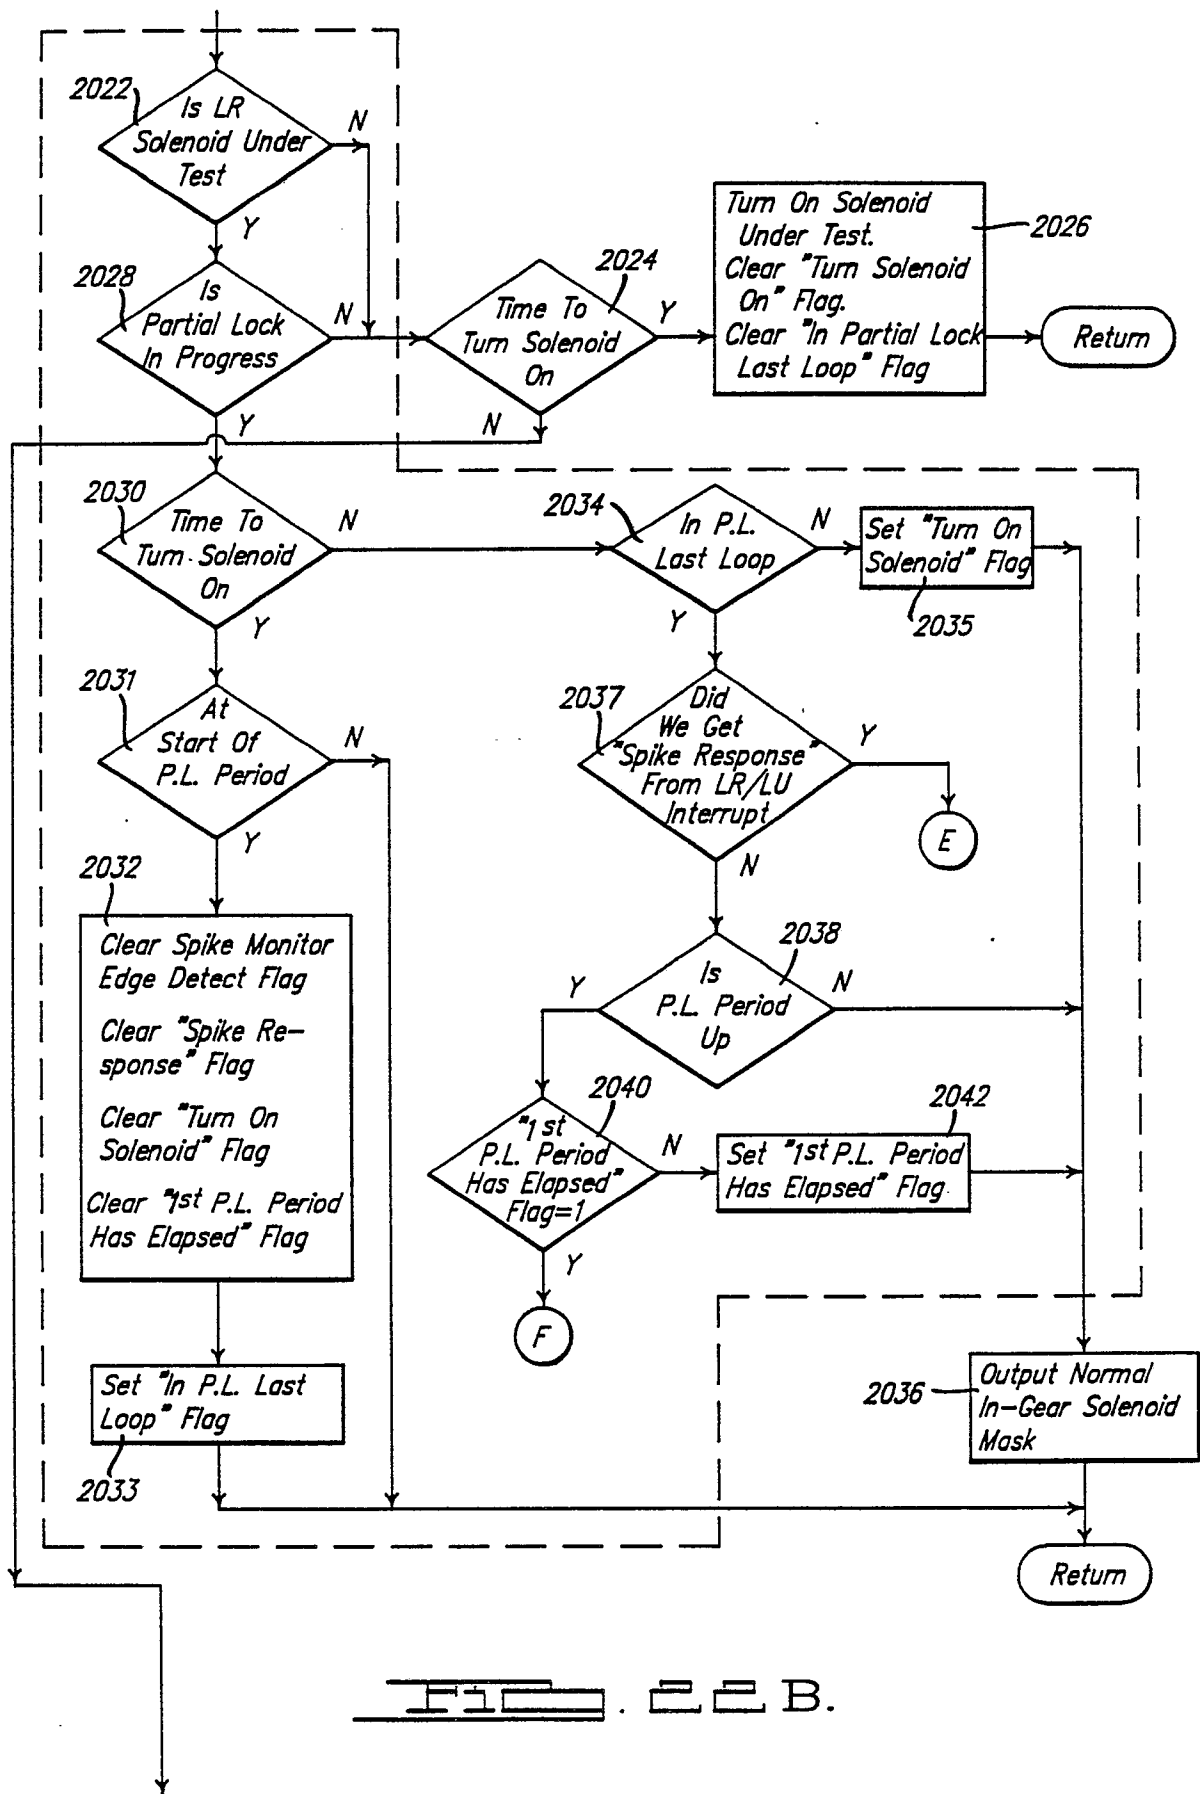 2022
Is LR
Solenoid Under
Test
N
Y
2028
Is
Partial Lock
In Progress
N
Y
2024
Time To
Turn Solenoid
On
Y
N
Turn On Solenoid
Under Test.
Clear "Turn Solenoid
On" Flag.
Clear "In Partial Lock
Last Loop" Flag
2026
Return
2030
Time To
Turn Solenoid
On
N
Y
2034
In P.L.
Last Loop
N
Y
Set "Turn On
Solenoid" Flag
2035
2031
At
Start Of
P.L. Period
N
Y
2037
Did
We Get
"Spike Response"
From LR/LU
Interrupt
Y
N
E
2032
Clear Spike Monitor
Edge Detect Flag
Clear "Spike Re-
sponse" Flag
Clear "Turn On
Solenoid" Flag
Clear "1st P.L. Period
Has Elapsed" Flag
2038
Is
P.L. Period
Up
Y
N
2040
"1st
P.L. Period
Has Elapsed"
Flag=1
N
Y
2042
Set "1st P.L. Period
Has Elapsed" Flag
F
Set "In P.L. Last
Loop" Flag
2033
2036
Output Normal
In-Gear Solenoid
Mask
Return
FIG. 22B.